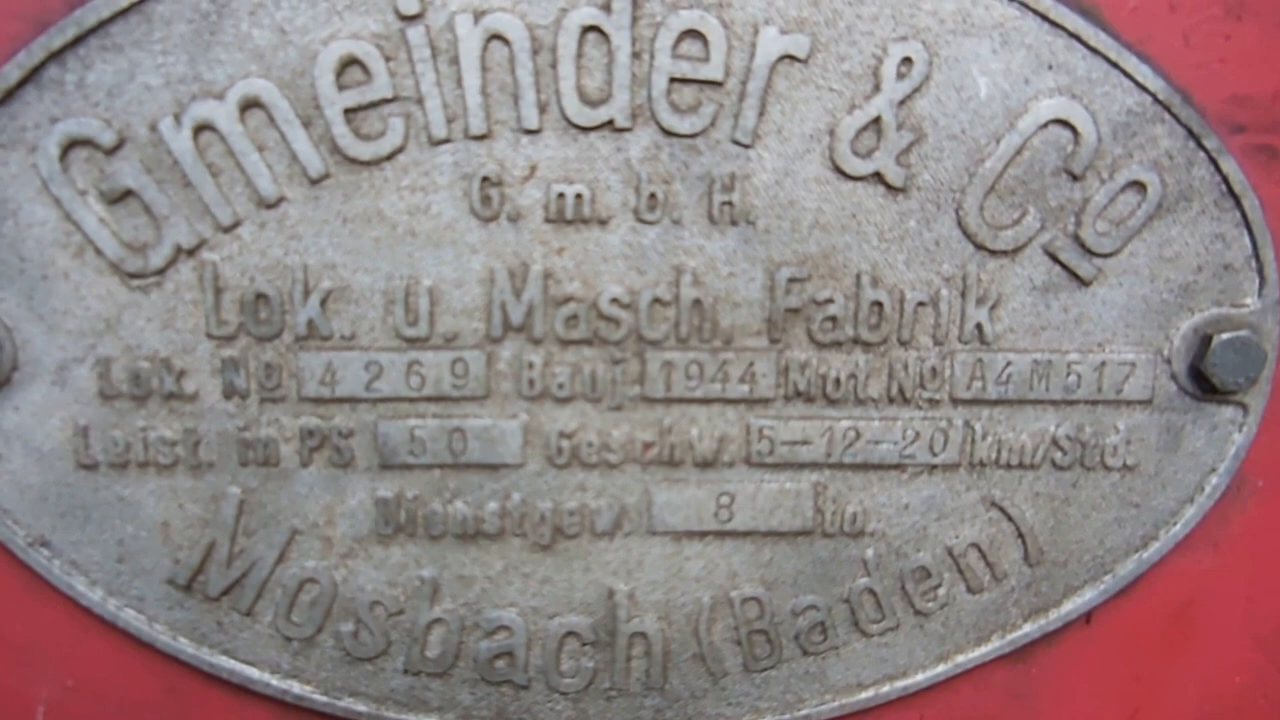 Gmeinder & Co
G. m. b. H.
Lok. u. Masch. Fabrik
Lok. No 4269 Bauj. 1944 Mot. No A4M517
Leist. in PS 50 Geschw. 5-12-20 km/Std.
Dienstgew. 8 to.
Mosbach (Baden)